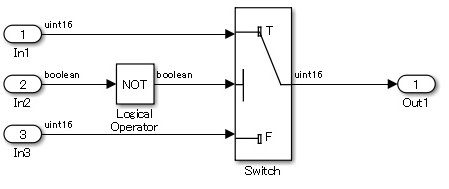 uint16
1
T
In1
boolean
boolean
uint16
2
NOT
1
In2
Logical
Operator
Out1
uint16
3
F
In3
Switch